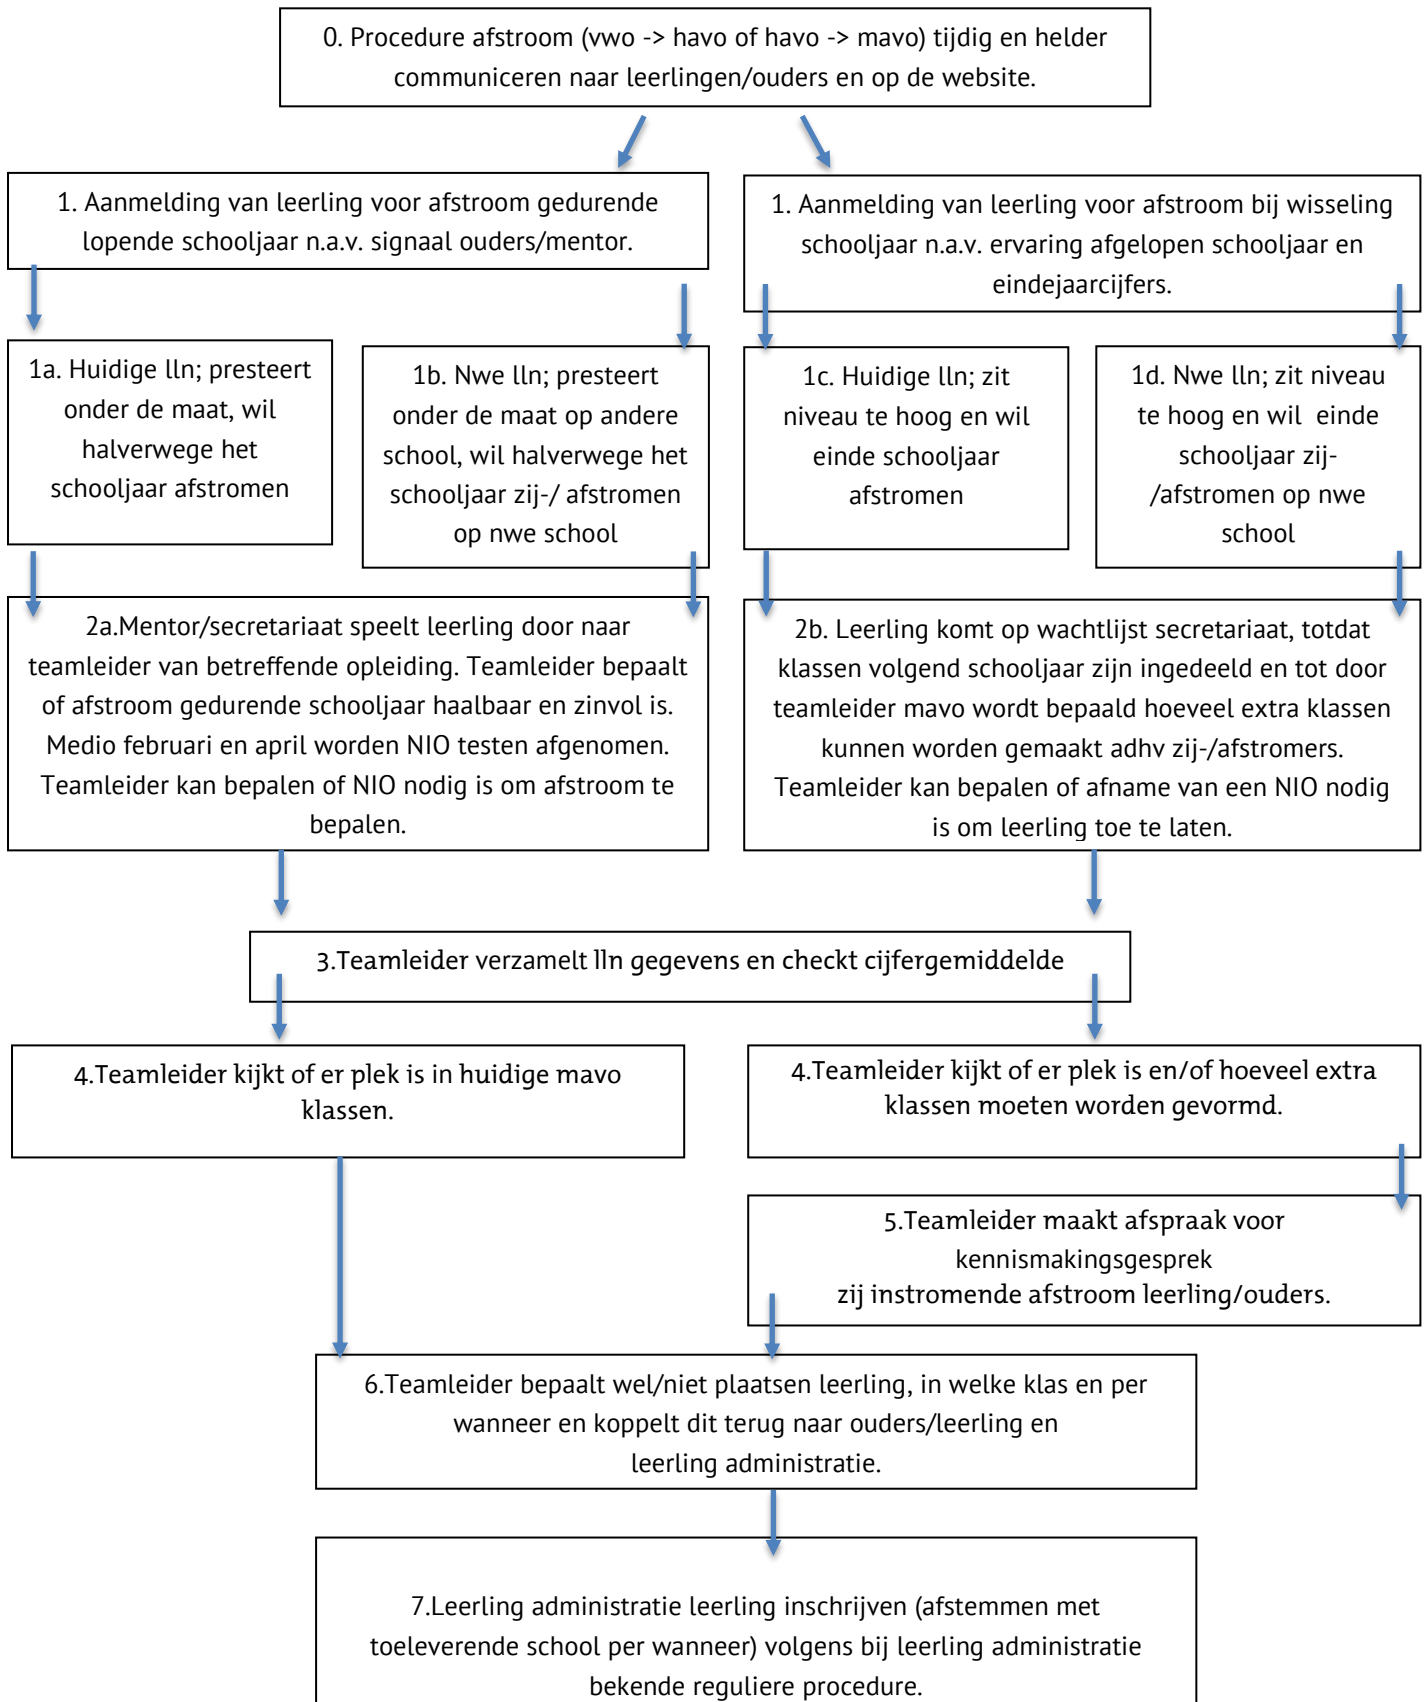 0. Procedure afstroom (vwo -> havo of havo -> mavo) tijdig en helder
communiceren naar leerlingen/ouders en op de website.
1. Aanmelding van leerling voor afstroom gedurende
lopende schooljaar n.a.v. signaal ouders/mentor.
1. Aanmelding van leerling voor afstroom bij wisseling
schooljaar n.a.v. ervaring afgelopen schooljaar en
eindejaarcijfers.
1a. Huidige lln; presteert
onder de maat, wil
halverwege het
schooljaar afstromen
1b. Nwe lln; presteert
onder de maat op andere
school, wil halverwege het
schooljaar zij-/ afstromen
op nwe school
1c. Huidige lln; zit
niveau te hoog en wil
einde schooljaar
afstromen
1d. Nwe lln; zit niveau
te hoog en wil  einde
schooljaar zij-
/afstromen op nwe
school
2a.Mentor/secretariaat speelt leerling door naar
teamleider van betreffende opleiding. Teamleider bepaalt
of afstroom gedurende schooljaar haalbaar en zinvol is.
Medio februari en april worden NIO testen afgenomen.
Teamleider kan bepalen of NIO nodig is om afstroom te
bepalen.
2b. Leerling komt op wachtlijst secretariaat, totdat
klassen volgend schooljaar zijn ingedeeld en tot door
teamleider mavo wordt bepaald hoeveel extra klassen
kunnen worden gemaakt adhv zij-/afstromers.
Teamleider kan bepalen of afname van een NIO nodig
is om leerling toe te laten.
3.Teamleider verzamelt lln gegevens en checkt cijfergemiddelde
4.Teamleider kijkt of er plek is in huidige mavo
klassen.
4.Teamleider kijkt of er plek is en/of hoeveel extra
klassen moeten worden gevormd.
5.Teamleider maakt afspraak voor
kennismakingsgesprek
zij instromende afstroom leerling/ouders.
6.Teamleider bepaalt wel/niet plaatsen leerling, in welke klas en per
wanneer en koppelt dit terug naar ouders/leerling en
leerling administratie.
7.Leerling administratie leerling inschrijven (afstemmen met
toeleverende school per wanneer) volgens bij leerling administratie
bekende reguliere procedure.